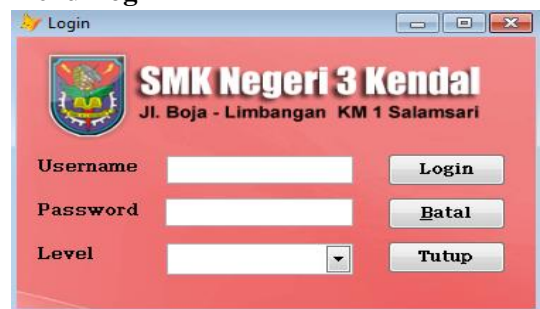 Login
SMK Negeri 3 Kendal
Jl. Boja - Limbangan KM 1 Salamsari
Username
Login
Password
Batal
Level
Tutup